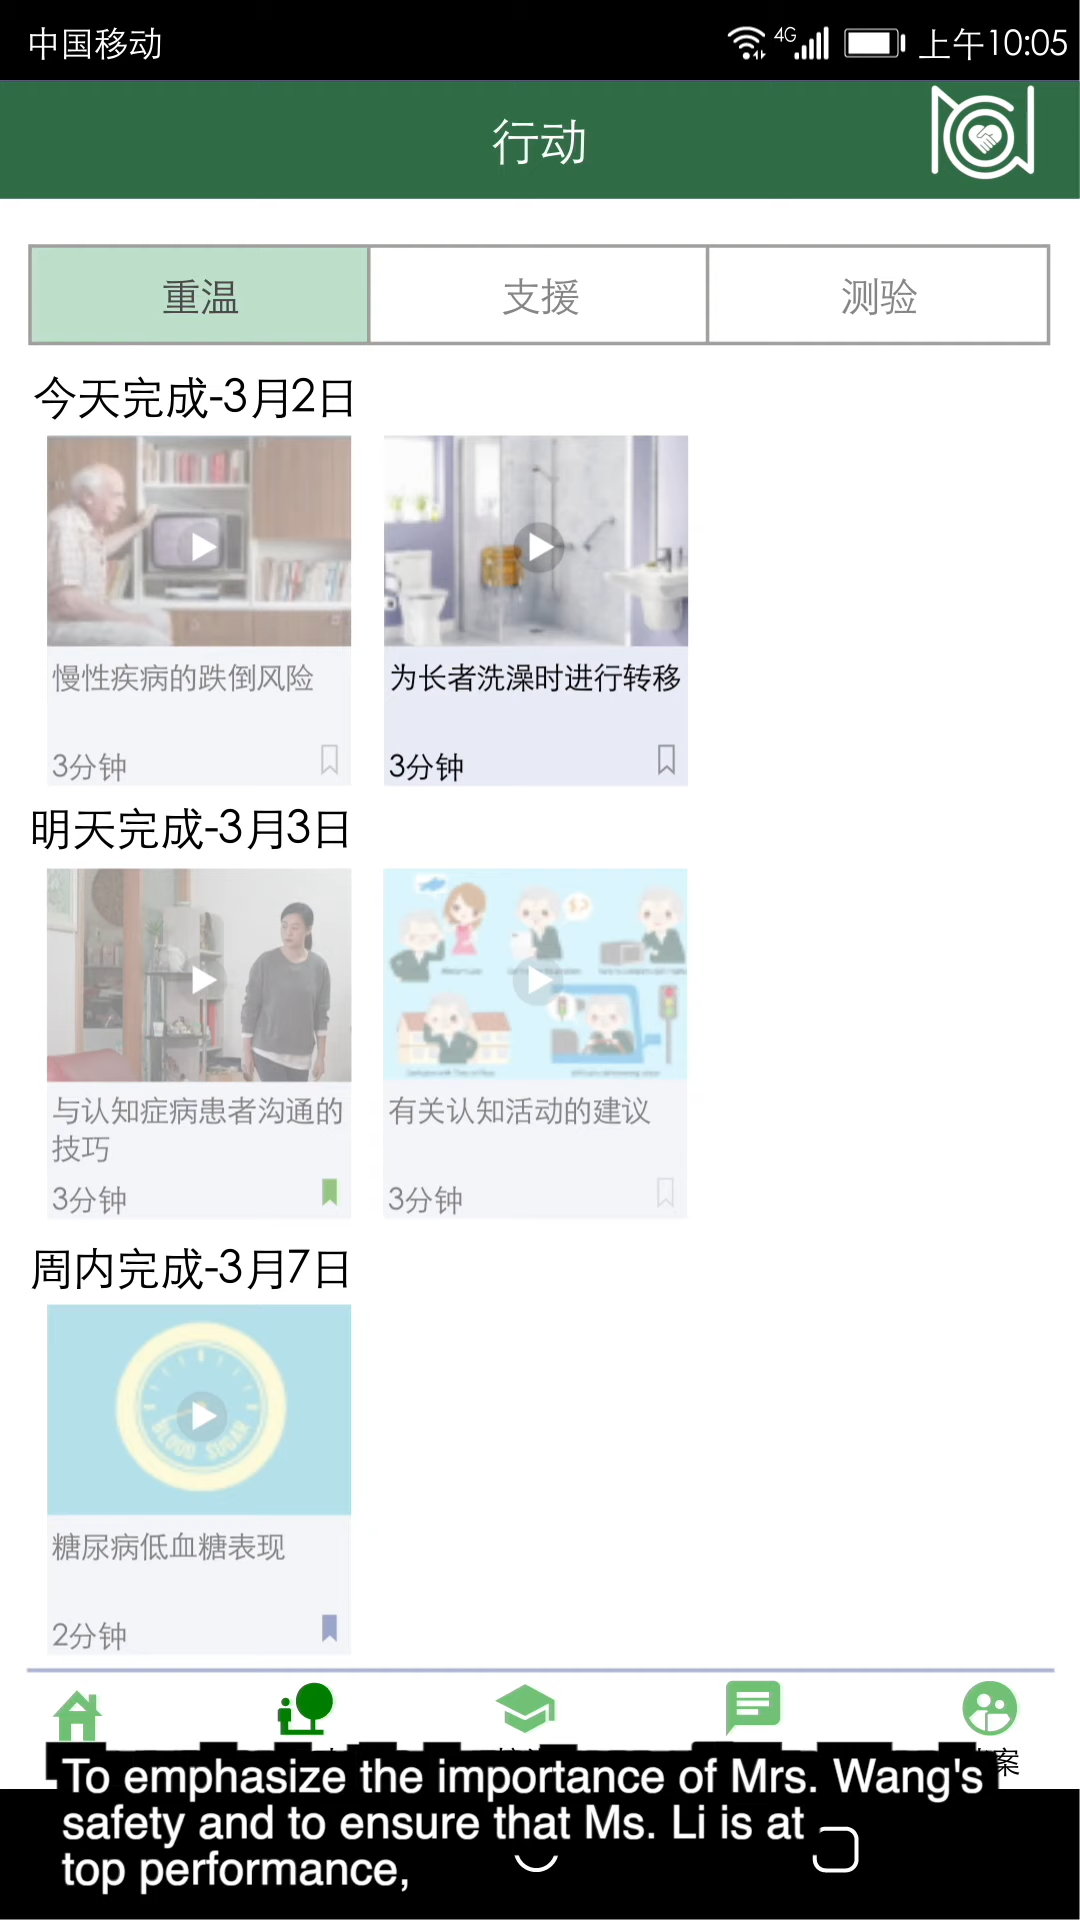 中国移动
4G
上午10:05
行动
重温
支援
测验
今天完成-3月2日
慢性疾病的跌倒风险
为长者洗澡时进行转移
3分钟
3分钟
明天完成-3月3日
与认知症病患者沟通的
技巧
有关认知活动的建议
3分钟
3分钟
周内完成-3月7日
BLOOD SUGAR
糖尿病低血糖表现
2分钟
案
To emphasize the importance of Mrs. Wang's
safety and to ensure that Ms. Li is at
top performance,